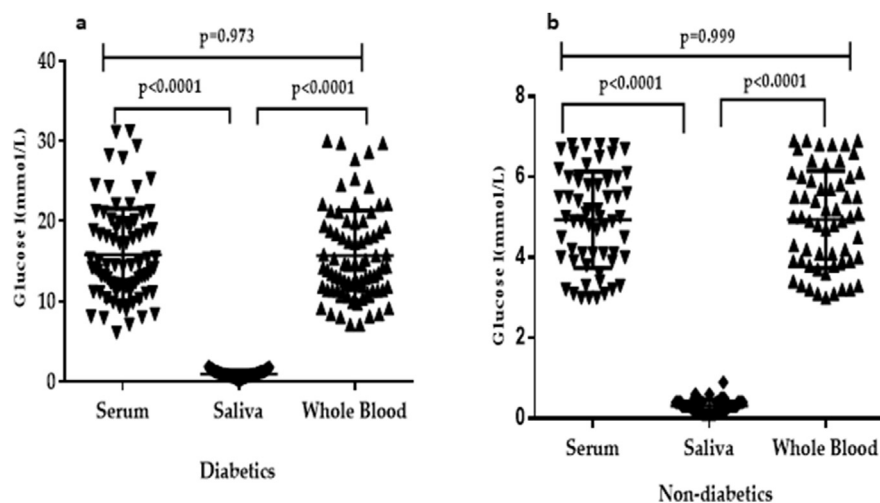 a
p=0.973
p<0.0001 p<0.0001
Glucose I(mmol/L)
40
30
20
10
0
Serum Saliva Whole Blood
Diabetics
b
p=0.999
p<0.0001 p<0.0001
Glucose I(mmol/L)
8
6
4
2
0
Serum Saliva Whole Blood
Non-diabetics